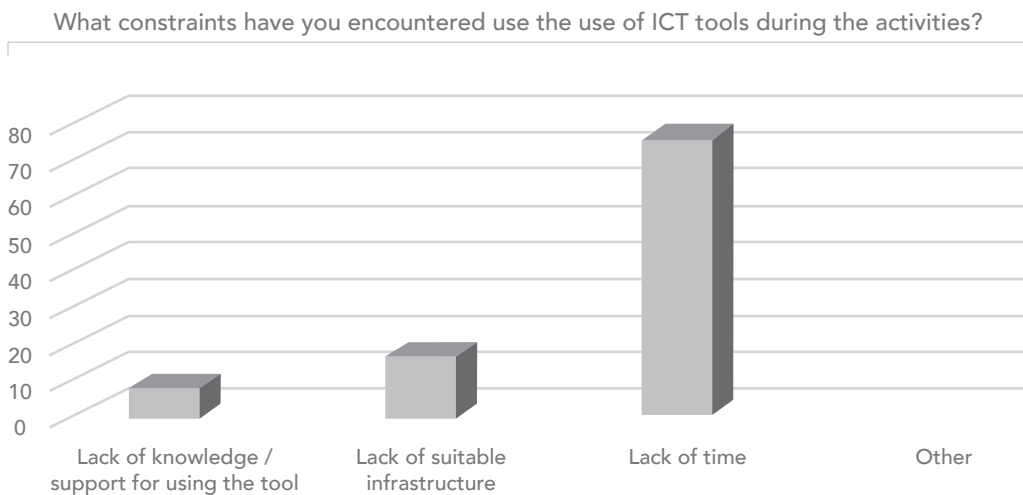 What constraints have you encountered use the use of ICT tools during the activities?
80
70
60
50
40
30
20
10
0
Lack of knowledge /
support for using the tool
Lack of suitable
infrastructure
Lack of time
Other